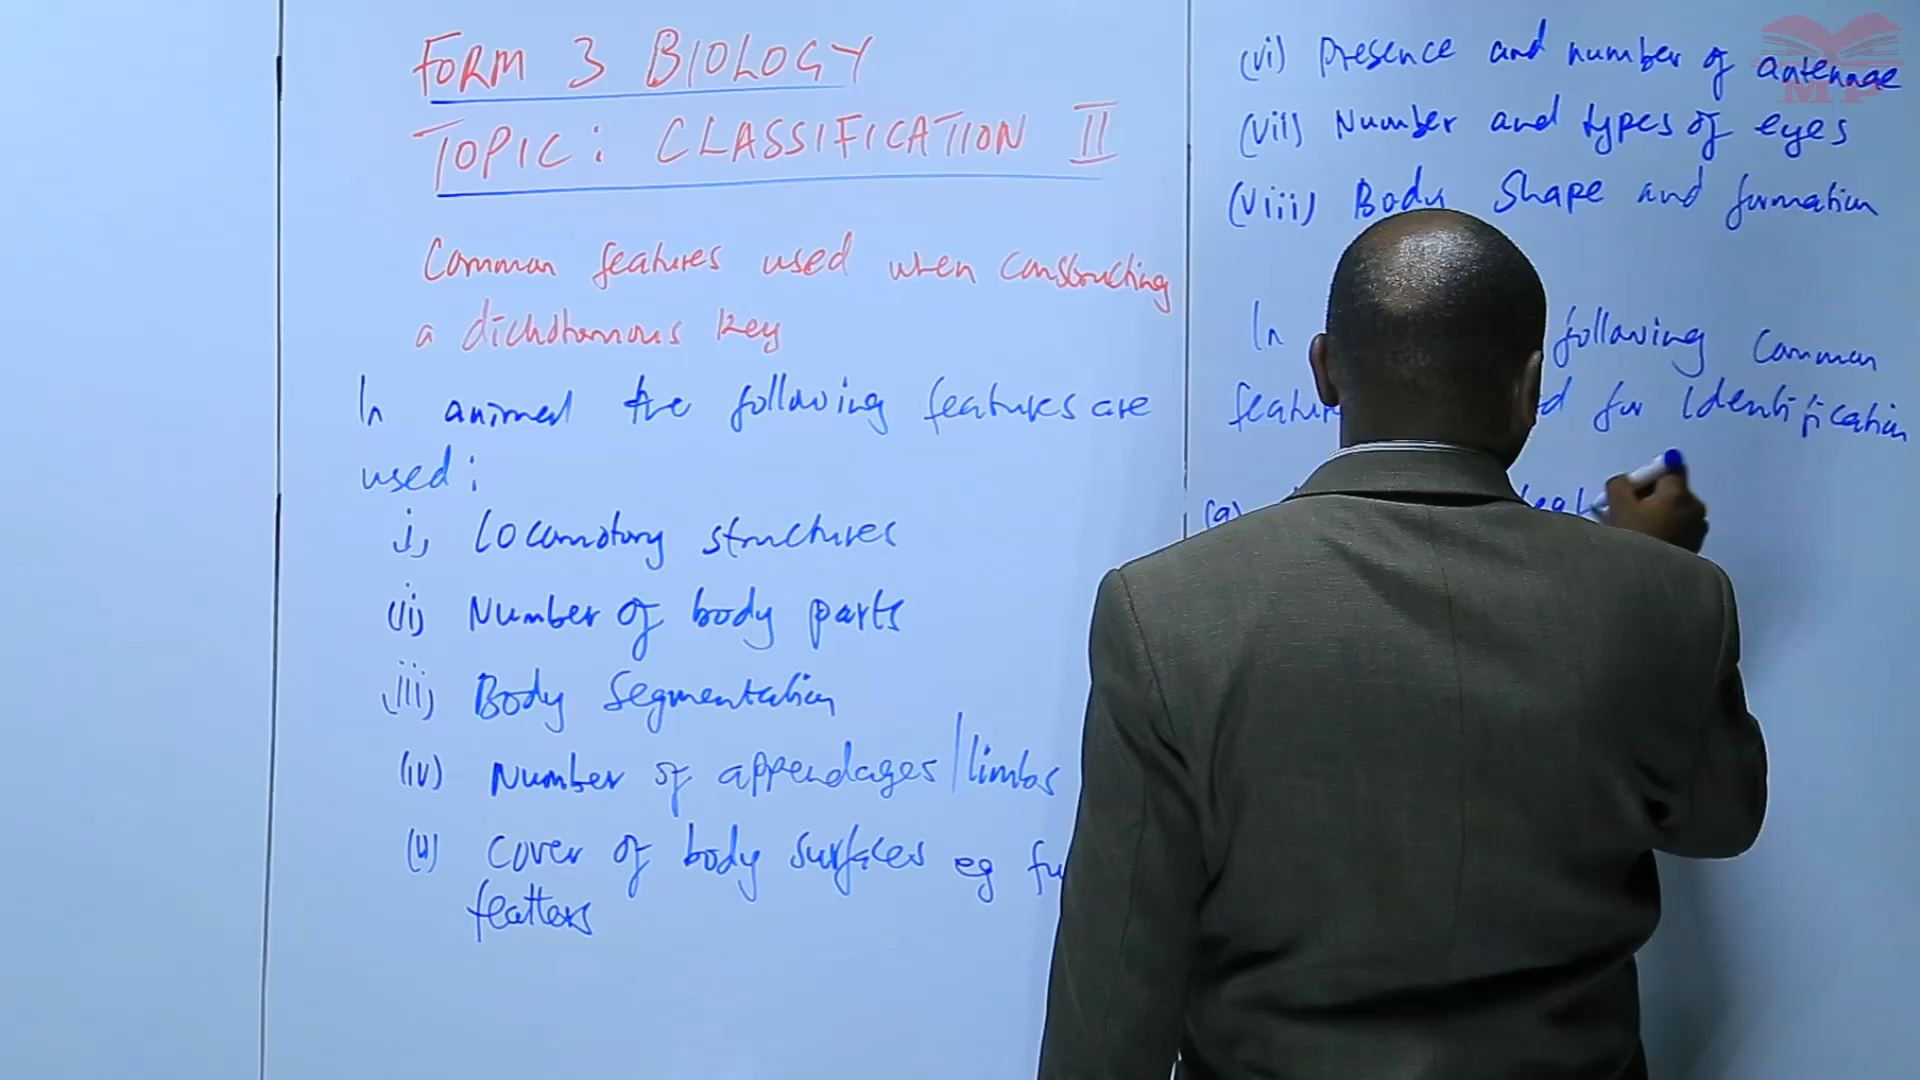 FORM 3 BIOLOGY
TOPIC: CLASSIFICATION II
Common features used when constructing
a dichotomous key
In animal the following features are
used:
i, Locomotory structures
(ii) Number of body parts
(iii) Body Segmentation
(iv) Number of appendages/limbs
(v) Cover of body surfaces eg
feathers
(vi) Presence and number of antennae
(vii) Number and types of eyes
(viii) Body Shape and formation
In following common
for identification
(a)
MP